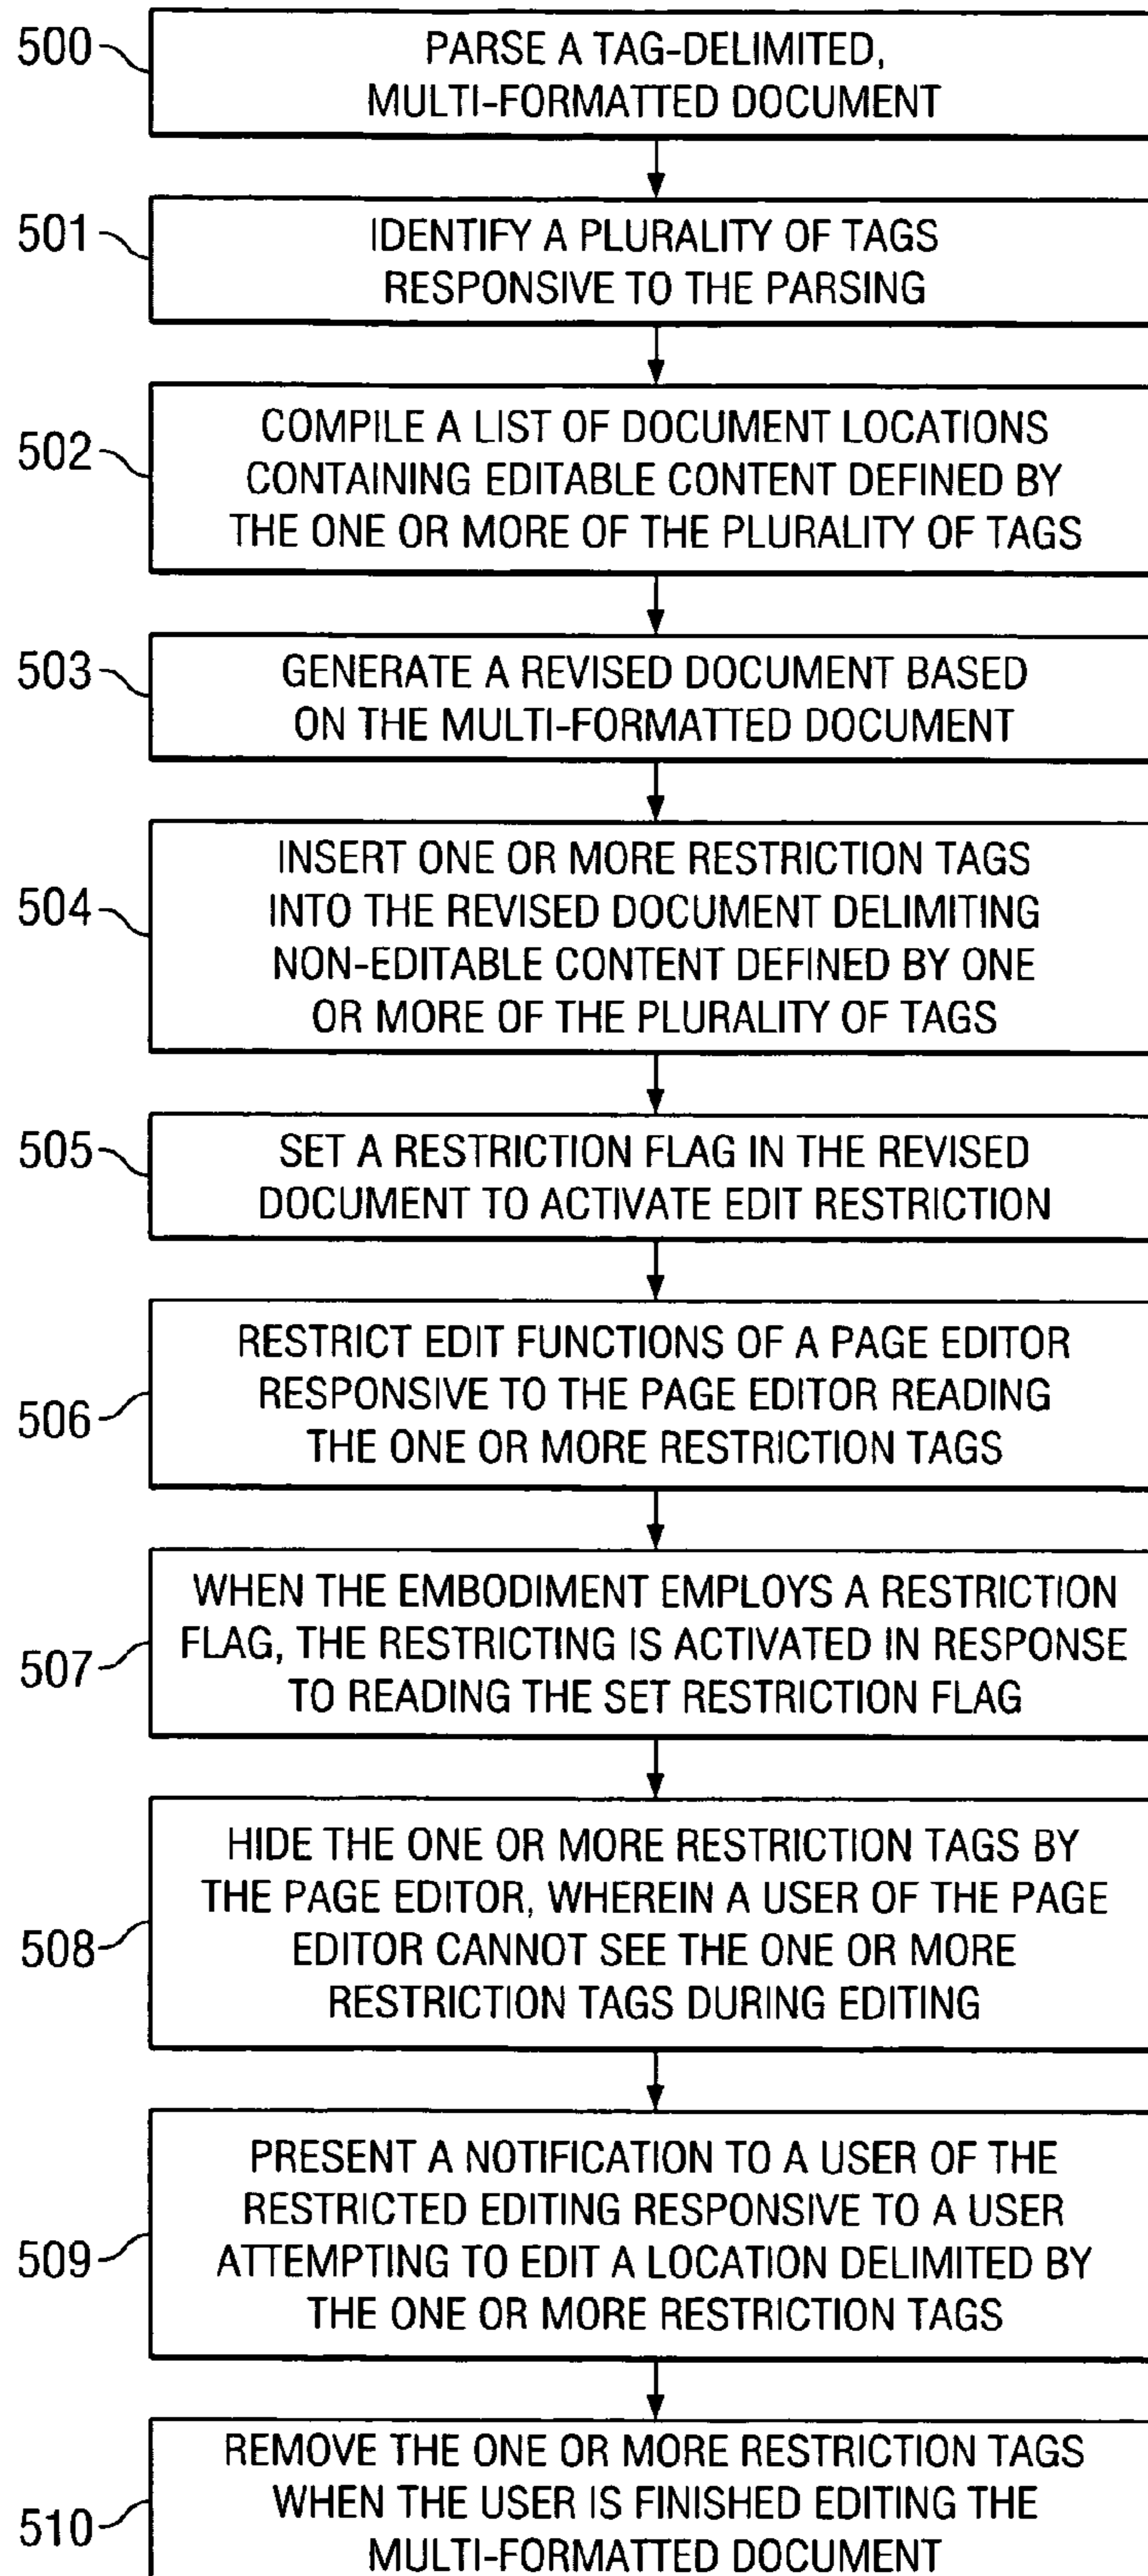 500
PARSE A TAG-DELIMITED,
MULTI-FORMATTED DOCUMENT
501
IDENTIFY A PLURALITY OF TAGS
RESPONSIVE TO THE PARSING
502
COMPILE A LIST OF DOCUMENT LOCATIONS
CONTAINING EDITABLE CONTENT DEFINED BY
THE ONE OR MORE OF THE PLURALITY OF TAGS
503
GENERATE A REVISED DOCUMENT BASED
ON THE MULTI-FORMATTED DOCUMENT
504
INSERT ONE OR MORE RESTRICTION TAGS
INTO THE REVISED DOCUMENT DELIMITING
NON-EDITABLE CONTENT DEFINED BY ONE
OR MORE OF THE PLURALITY OF TAGS
505
SET A RESTRICTION FLAG IN THE REVISED
DOCUMENT TO ACTIVATE EDIT RESTRICTION
506
RESTRICT EDIT FUNCTIONS OF A PAGE EDITOR
RESPONSIVE TO THE PAGE EDITOR READING
THE ONE OR MORE RESTRICTION TAGS
507
WHEN THE EMBODIMENT EMPLOYS A RESTRICTION
FLAG, THE RESTRICTING IS ACTIVATED IN RESPONSE
TO READING THE SET RESTRICTION FLAG
508
HIDE THE ONE OR MORE RESTRICTION TAGS BY
THE PAGE EDITOR, WHEREIN A USER OF THE PAGE
EDITOR CANNOT SEE THE ONE OR MORE
RESTRICTION TAGS DURING EDITING
509
PRESENT A NOTIFICATION TO A USER OF THE
RESTRICTED EDITING RESPONSIVE TO A USER
ATTEMPTING TO EDIT A LOCATION DELIMITED BY
THE ONE OR MORE RESTRICTION TAGS
510
REMOVE THE ONE OR MORE RESTRICTION TAGS
WHEN THE USER IS FINISHED EDITING THE
MULTI-FORMATTED DOCUMENT